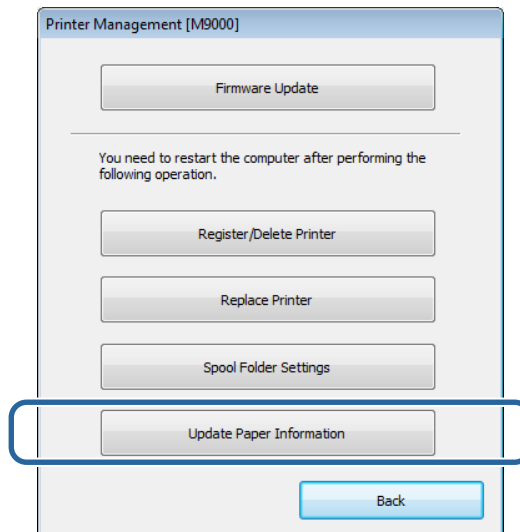 Printer Management [M9000]
Firmware Update
You need to restart the computer after performing the
following operation.
Register/Delete Printer
Replace Printer
Spool Folder Settings
Update Paper Information
Back